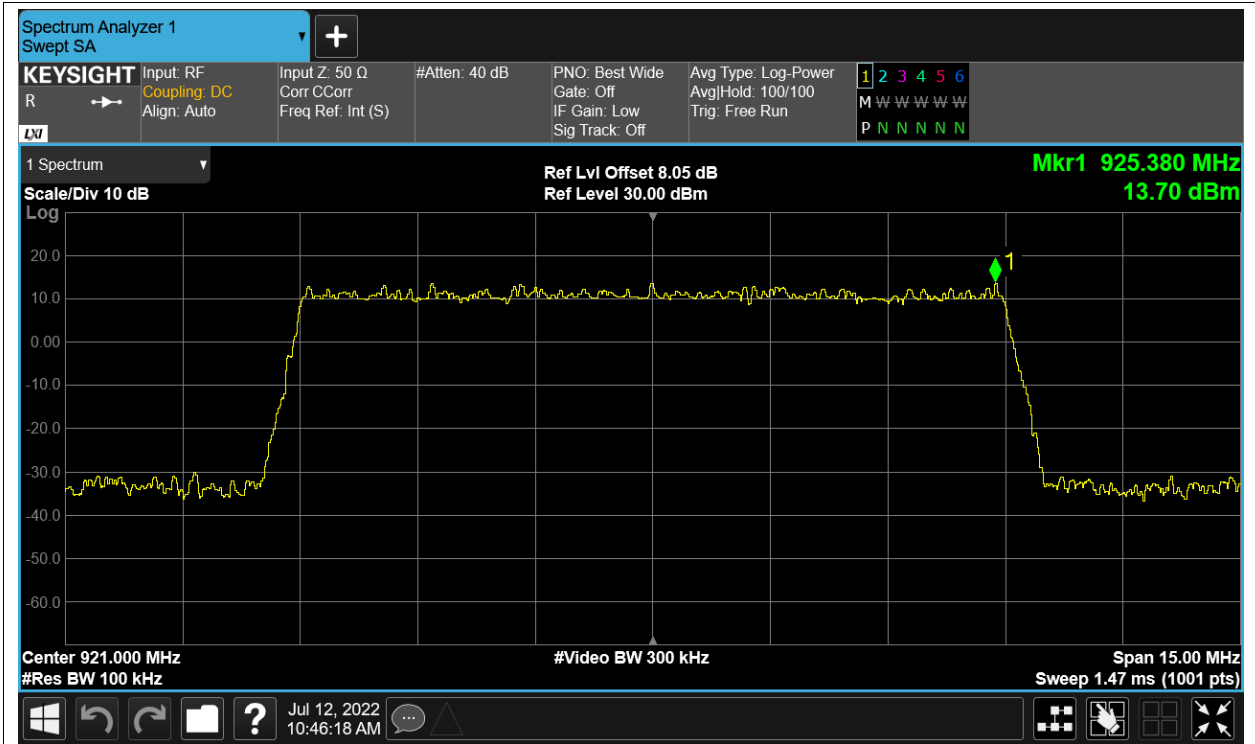 Spectrum Analyzer 1
Swept SA
KEYSIGHT
R
LXI
Input: RF
Coupling: DC
Align: Auto
Input Z: 50 Ω
Corr CCorr
Freq Ref: Int (S)
#Atten: 40 dB
PNO: Best Wide
Gate: Off
IF Gain: Low
Sig Track: Off
Avg Type: Log-Power
Avg|Hold: 100/100
Trig: Free Run
1 2 3 4 5 6
M W W W W W
P N N N N N
1 Spectrum
Scale/Div 10 dB
Log
Ref Lvl Offset 8.05 dB
Ref Level 30.00 dBm
Mkr1 925.380 MHz
13.70 dBm
1
20.0
10.0
0.00
-10.0
-20.0
-30.0
-40.0
-50.0
-60.0
Center 921.000 MHz
#Res BW 100 kHz
#Video BW 300 kHz
Span 15.00 MHz
Sweep 1.47 ms (1001 pts)
?
Jul 12, 2022
10:46:18 AM